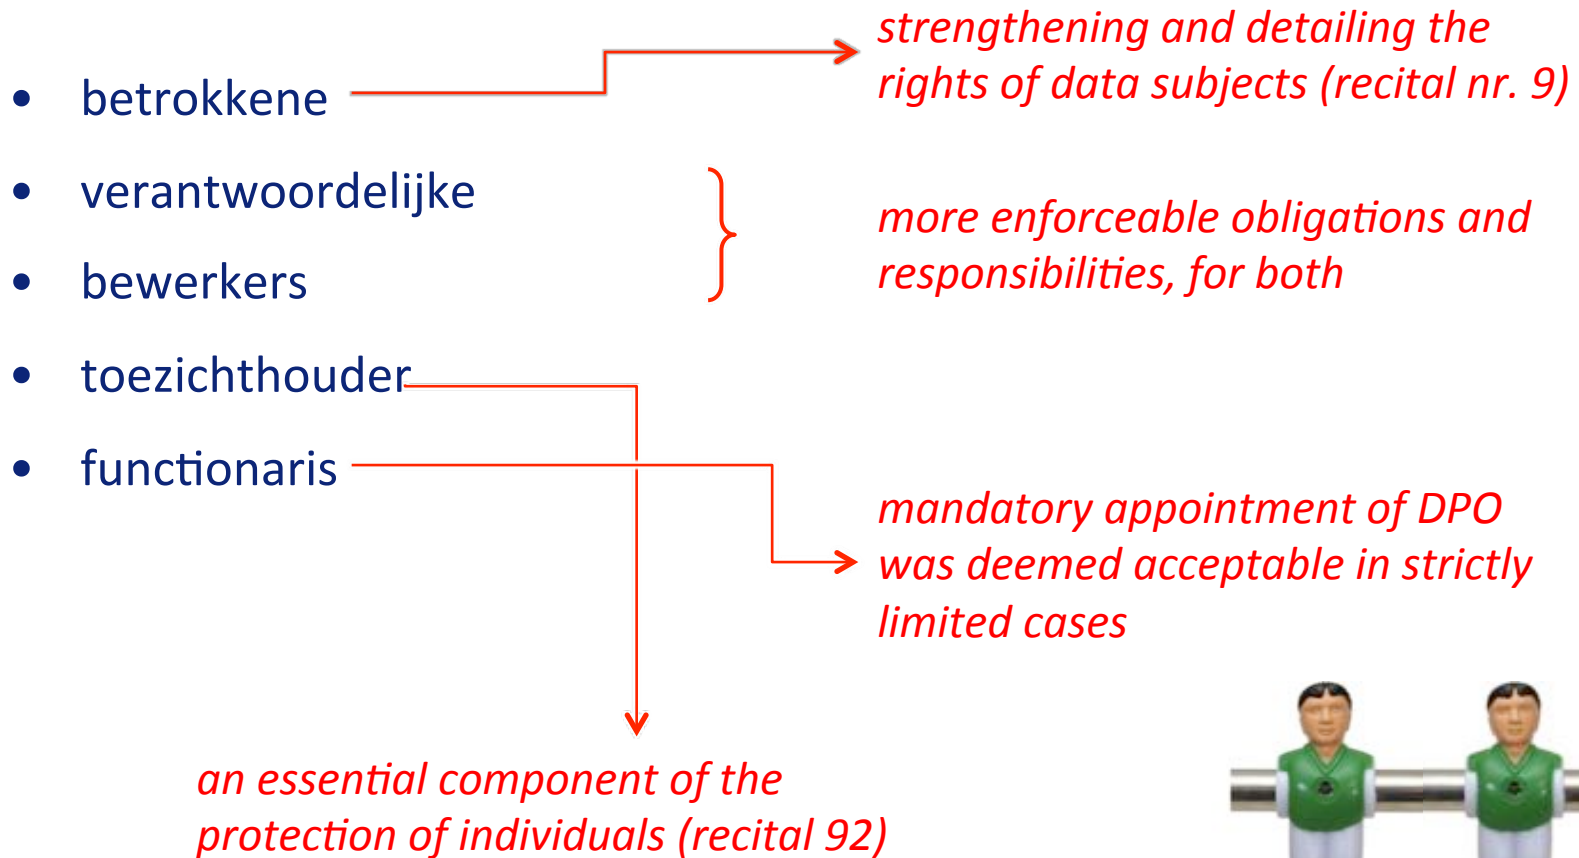 strengthening and detailing the
rights of data subjects (recital nr. 9)
• betrokkene
• verantwoordelijke
more enforceable obligations and
responsibilities, for both
• bewerkers
• toezichthouder
• functionaris
mandatory appointment of DPO
was deemed acceptable in strictly
limited cases
an essential component of the
protection of individuals (recital 92)